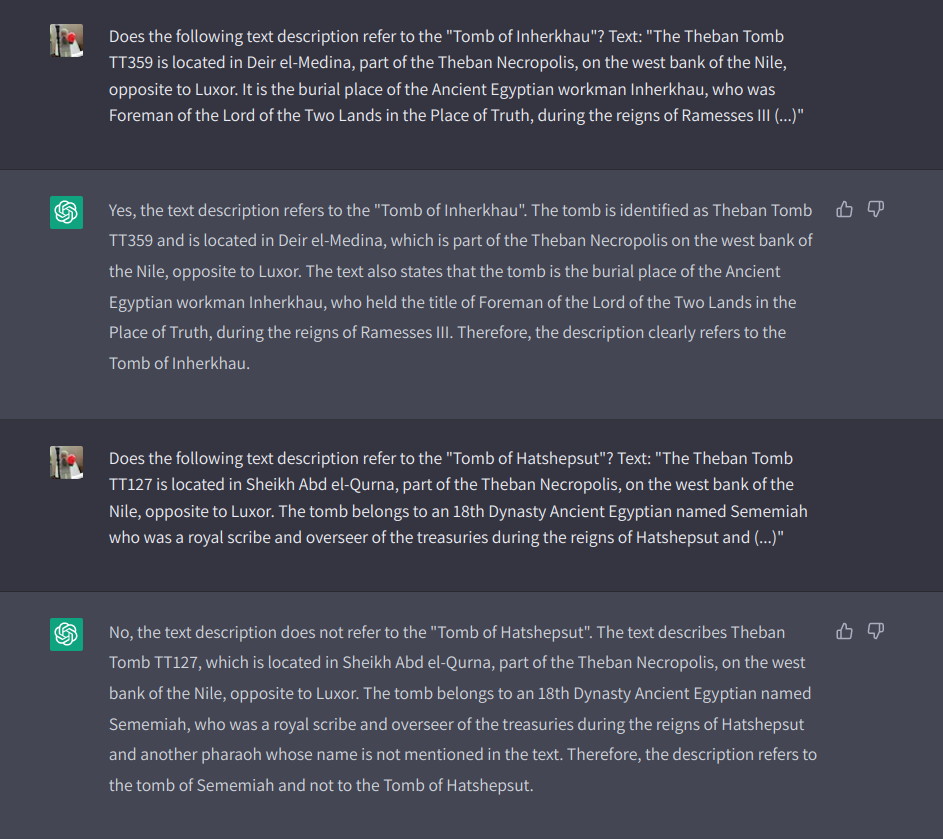 Does the following text description refer to the "Tomb of Inherkhau"? Text: "The Theban Tomb
TT359 is located in Deir el-Medina, part of the Theban Necropolis, on the west bank of the Nile,
opposite to Luxor. It is the burial place of the Ancient Egyptian workman Inherkhau, who was
Foreman of the Lord of the Two Lands in the Place of Truth, during the reigns of Ramesses III (...)"
Yes, the text description refers to the "Tomb of Inherkhau". The tomb is identified as Theban Tomb
TT359 and is located in Deir el-Medina, which is part of the Theban Necropolis on the west bank of
the Nile, opposite to Luxor. The text also states that the tomb is the burial place of the Ancient
Egyptian workman Inherkhau, who held the title of Foreman of the Lord of the Two Lands in the
Place of Truth, during the reigns of Ramesses III. Therefore, the description clearly refers to the
Tomb of Inherkhau.
Does the following text description refer to the "Tomb of Hatshepsut"? Text: "The Theban Tomb
TT127 is located in Sheikh Abd el-Qurna, part of the Theban Necropolis, on the west bank of the
Nile, opposite to Luxor. The tomb belongs to an 18th Dynasty Ancient Egyptian named Sememiah
who was a royal scribe and overseer of the treasuries during the reigns of Hatshepsut and (...)"
No, the text description does not refer to the "Tomb of Hatshepsut". The text describes Theban
Tomb TT127, which is located in Sheikh Abd el-Qurna, part of the Theban Necropolis, on the west
bank of the Nile, opposite to Luxor. The tomb belongs to an 18th Dynasty Ancient Egyptian named
Sememiah, who was a royal scribe and overseer of the treasuries during the reigns of Hatshepsut
and another pharaoh whose name is not mentioned in the text. Therefore, the description refers to
the tomb of Sememiah and not to the Tomb of Hatshepsut.